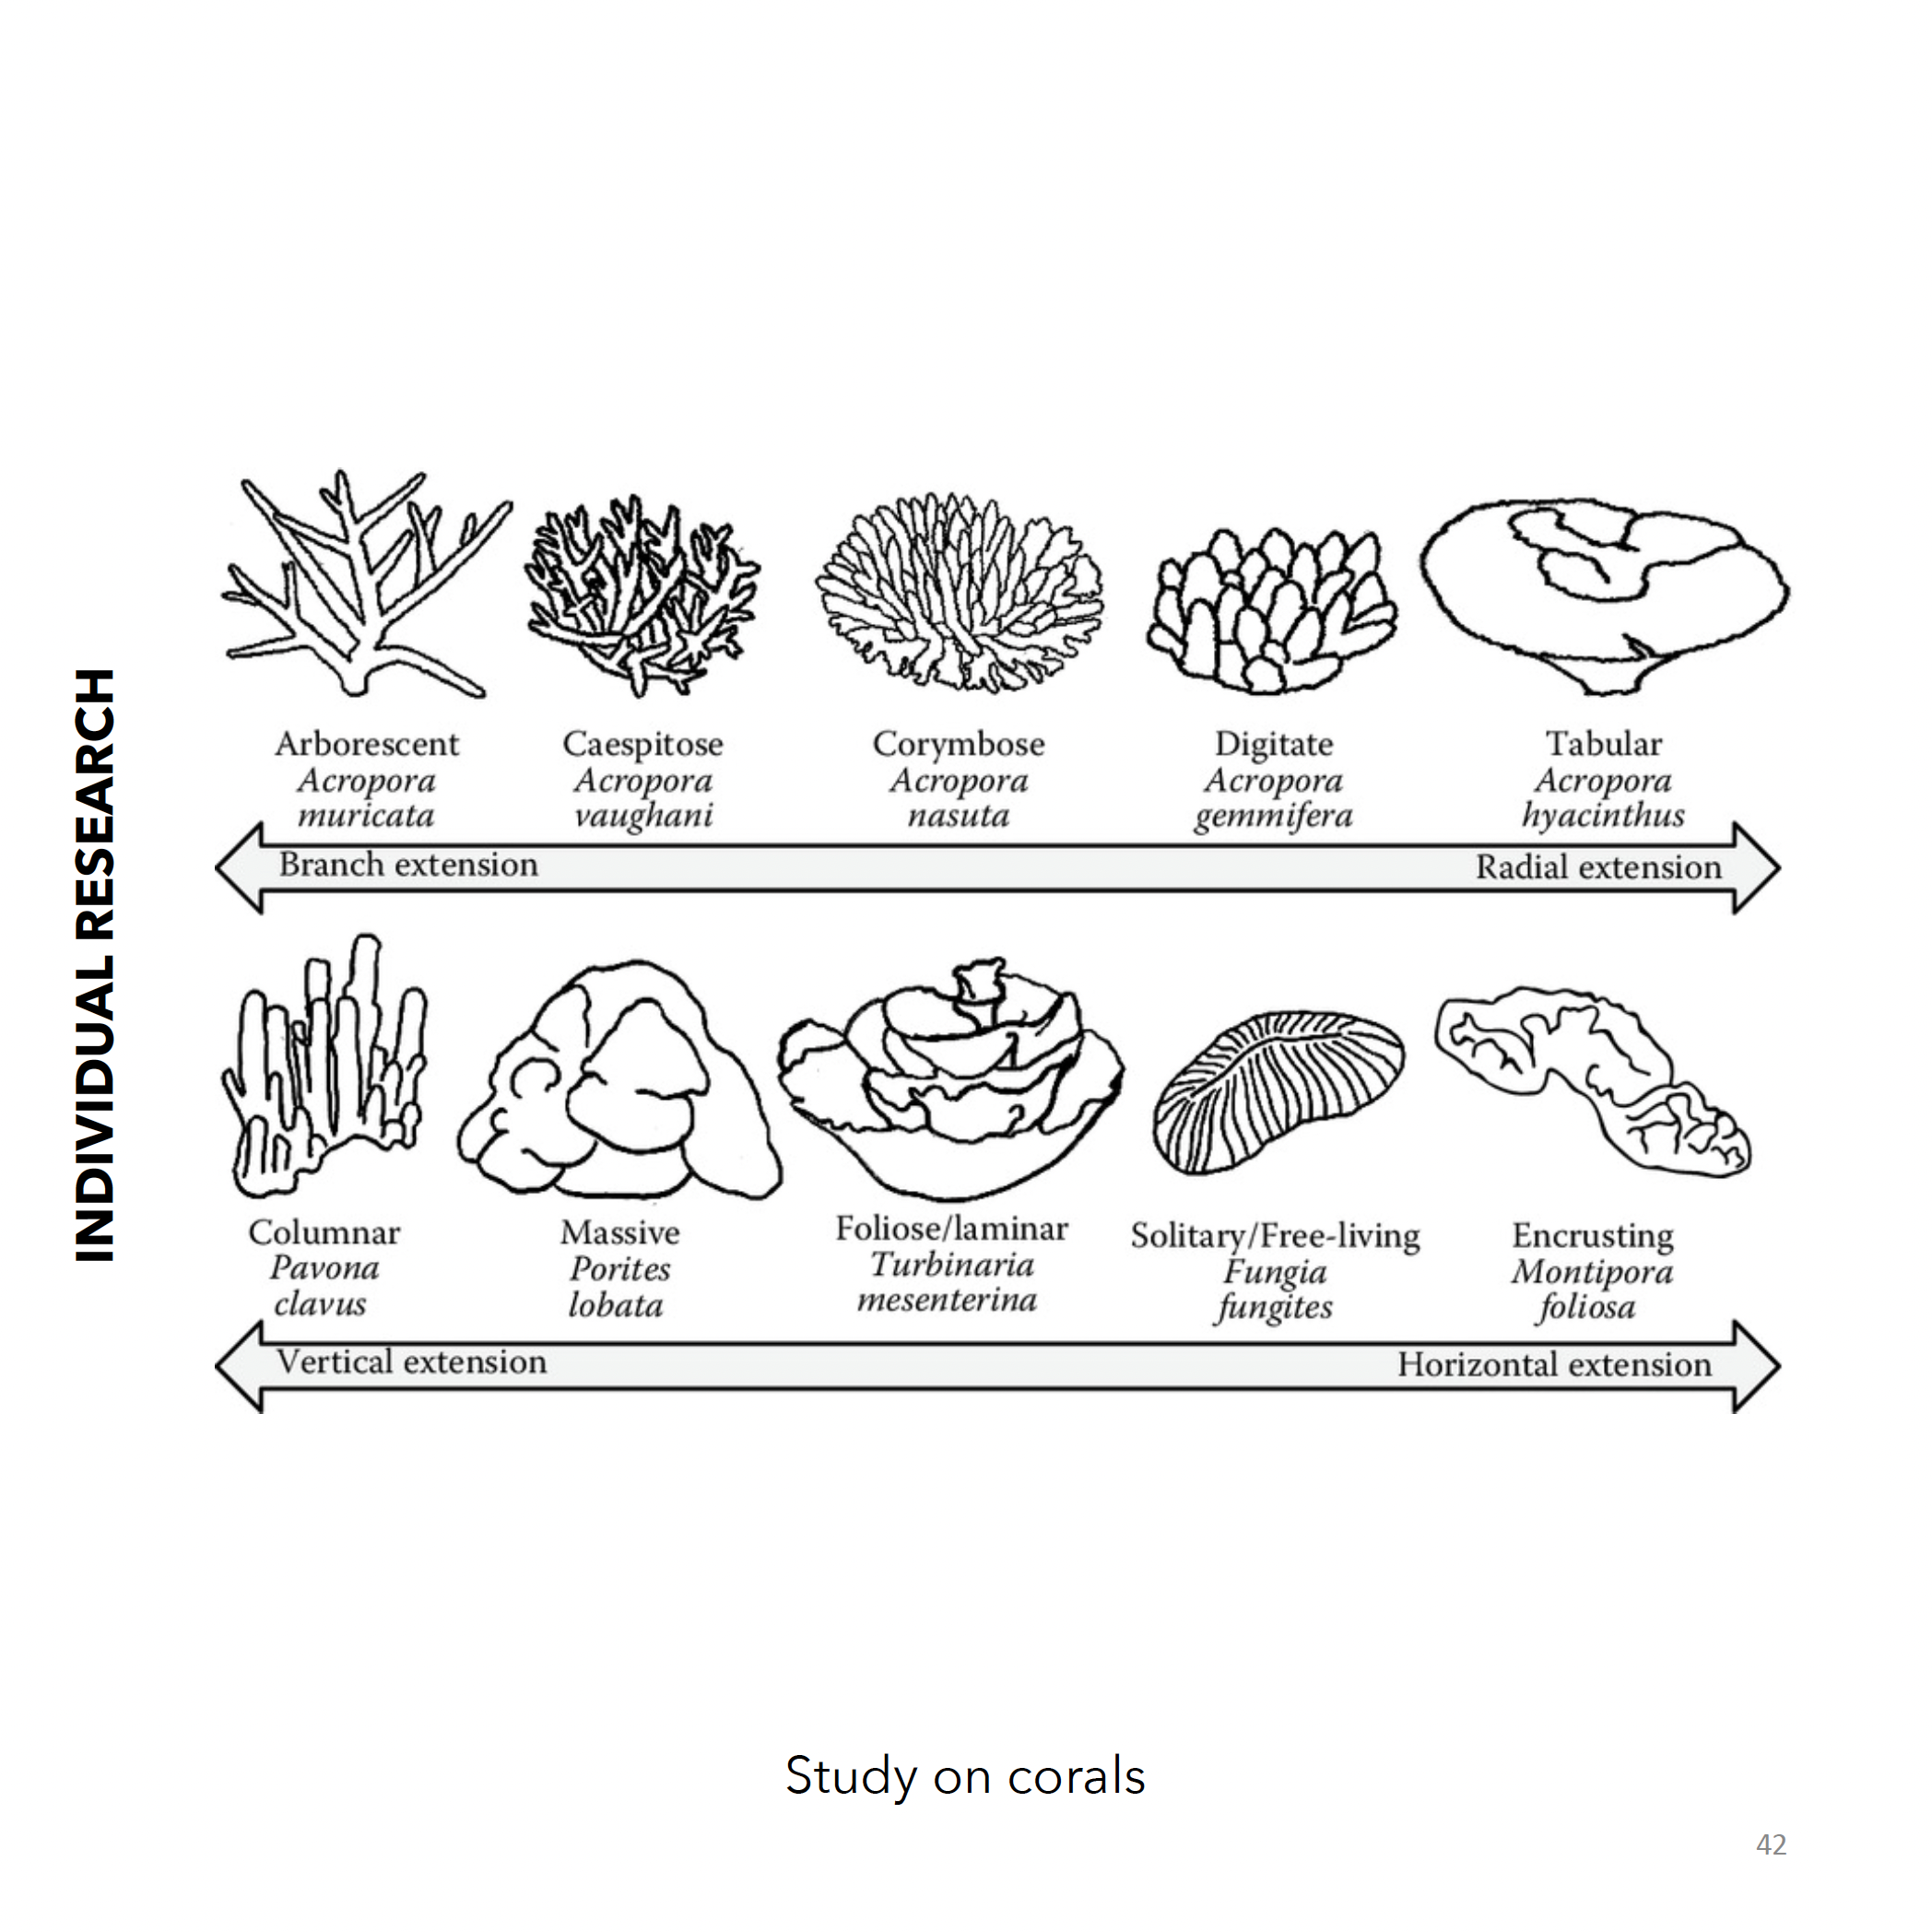 INDIVIDUAL RESEARCH
Arborescent
Acropora
muricata
Caespitose
Acropora
vaughani
Corymbose
Acropora
nasuta
Digitate
Acropora
gemmifera
Tabular
Acropora
hyacinthus
Branch extension
Radial extension
Columnar
Pavona
clavus
Massive
Porites
lobata
Foliose/laminar
Turbinaria
mesenterina
Solitary/Free-living
Fungia
fungites
Encrusting
Montipora
foliosa
Vertical extension
Horizontal extension
Study on corals
42